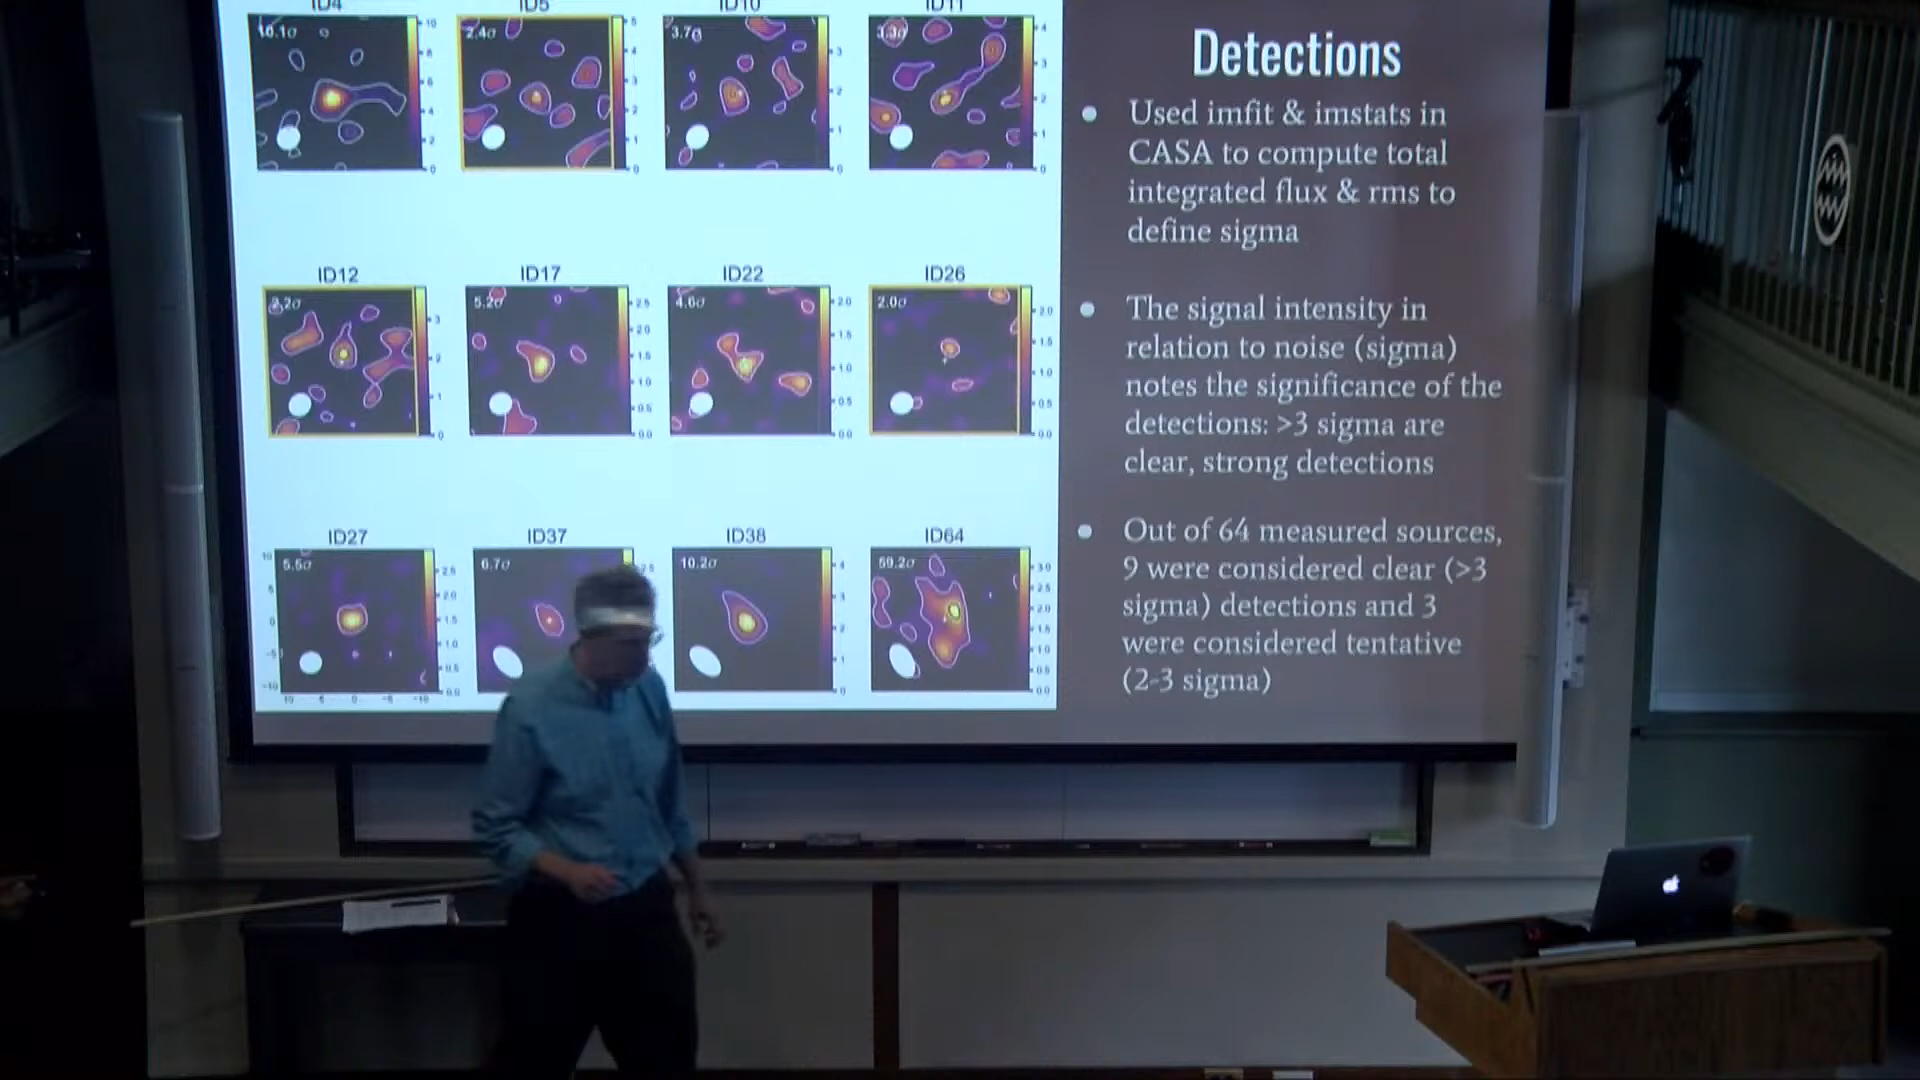 ID4 ID5 ID10 ID11
10.1σ 2.4σ 3.7σ 3.3σ
Detections
Used imfit & imstats in
CASA to compute total
integrated flux & rms to
define sigma
ID12 ID17 ID22 ID26
5.2σ 4.6σ 2.0σ
The signal intensity in
relation to noise (sigma)
notes the significance of the
detections: >3 sigma are
clear, strong detections
ID27 ID37 ID38 ID64
5.5σ 6.7σ 10.2σ 59.2σ
Out of 64 measured sources,
9 were considered clear (>3
sigma) detections and 3
were considered tentative
(2-3 sigma)